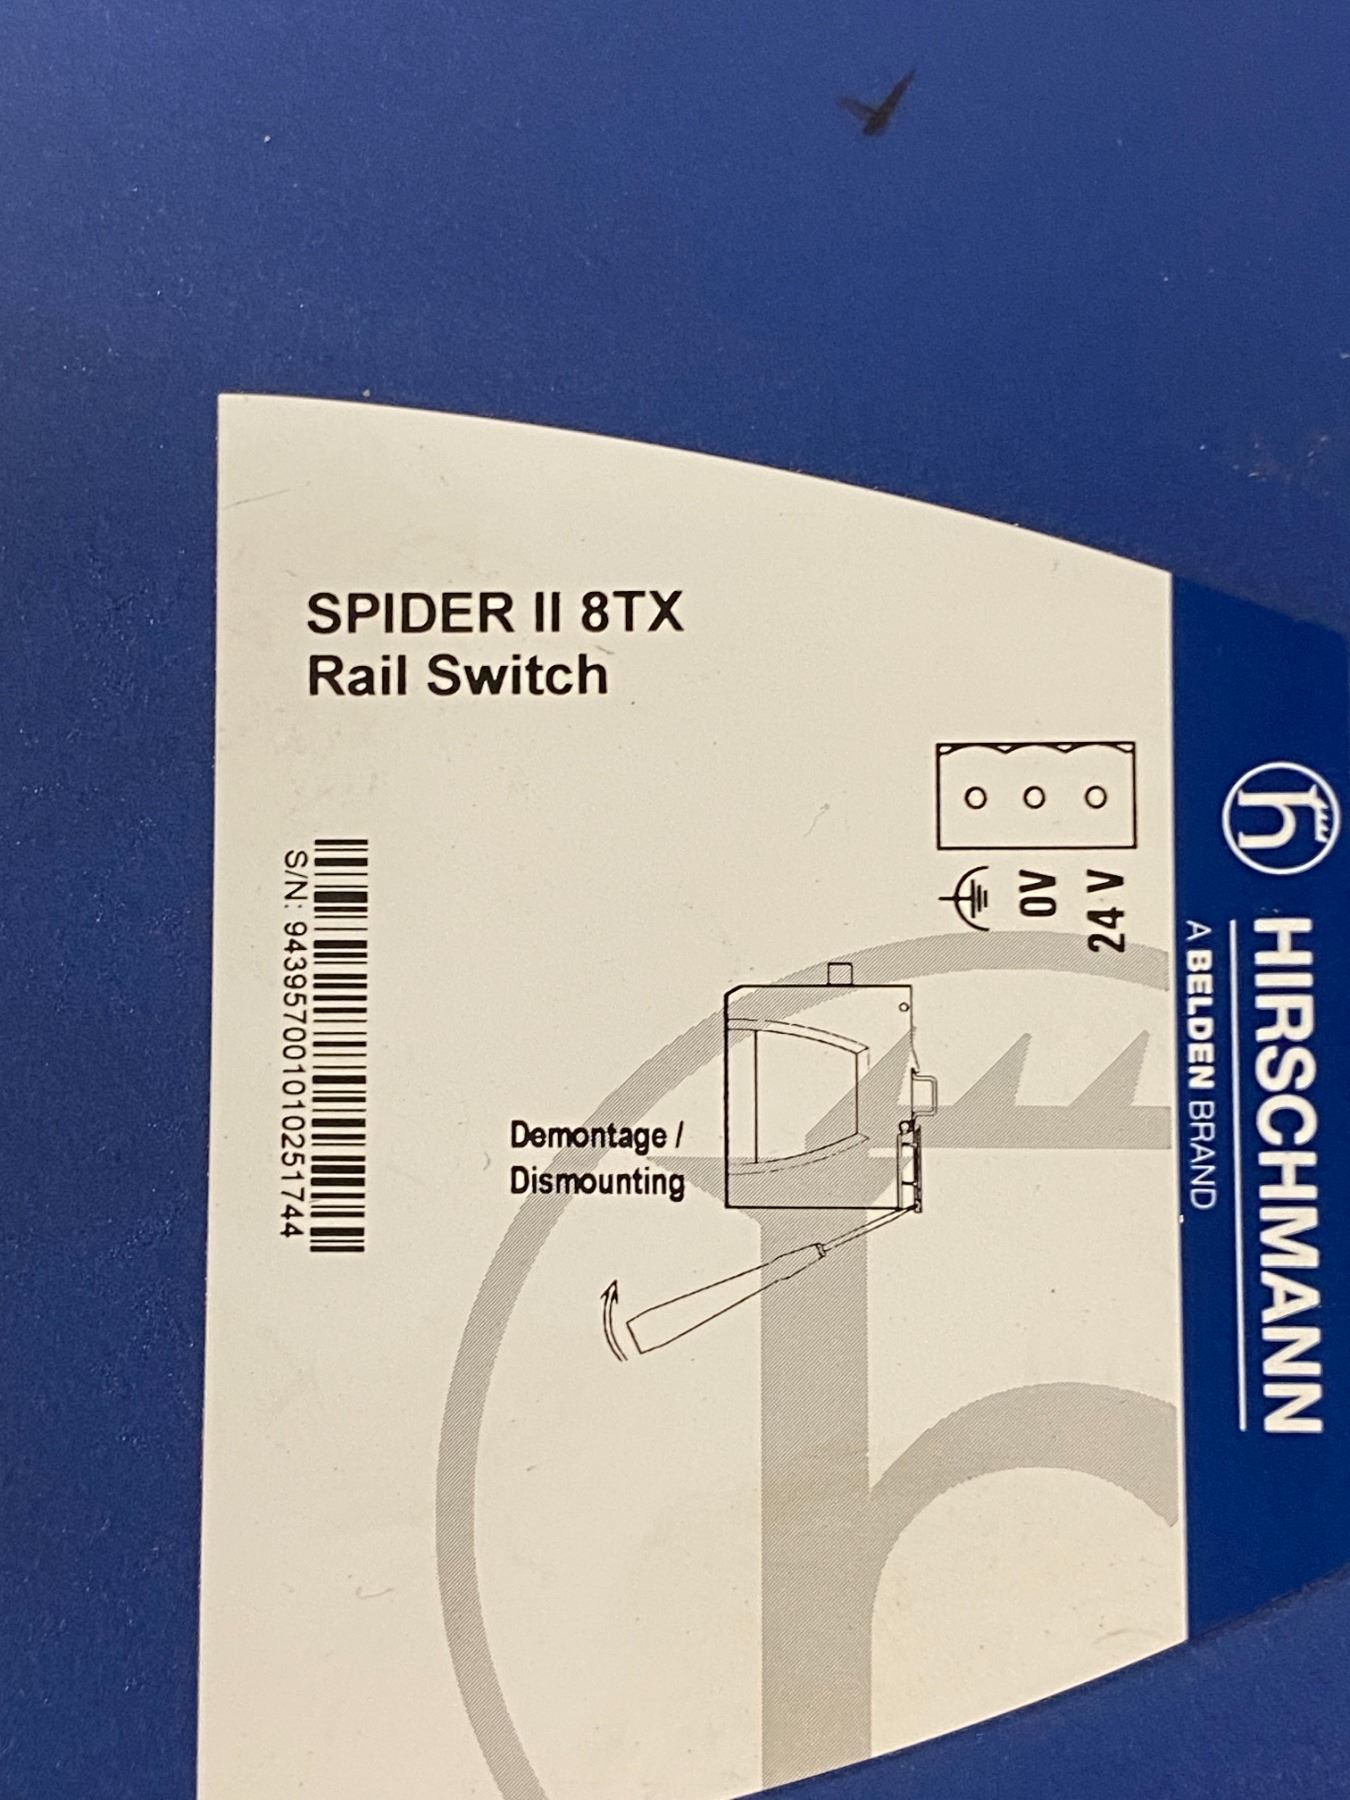 SPIDER II 8TX
Rail Switch
24 V
0V
HIRSCHMANN
A BELDEN BRAND
S/N: 943957001010251744
Demontage /
Dismounting